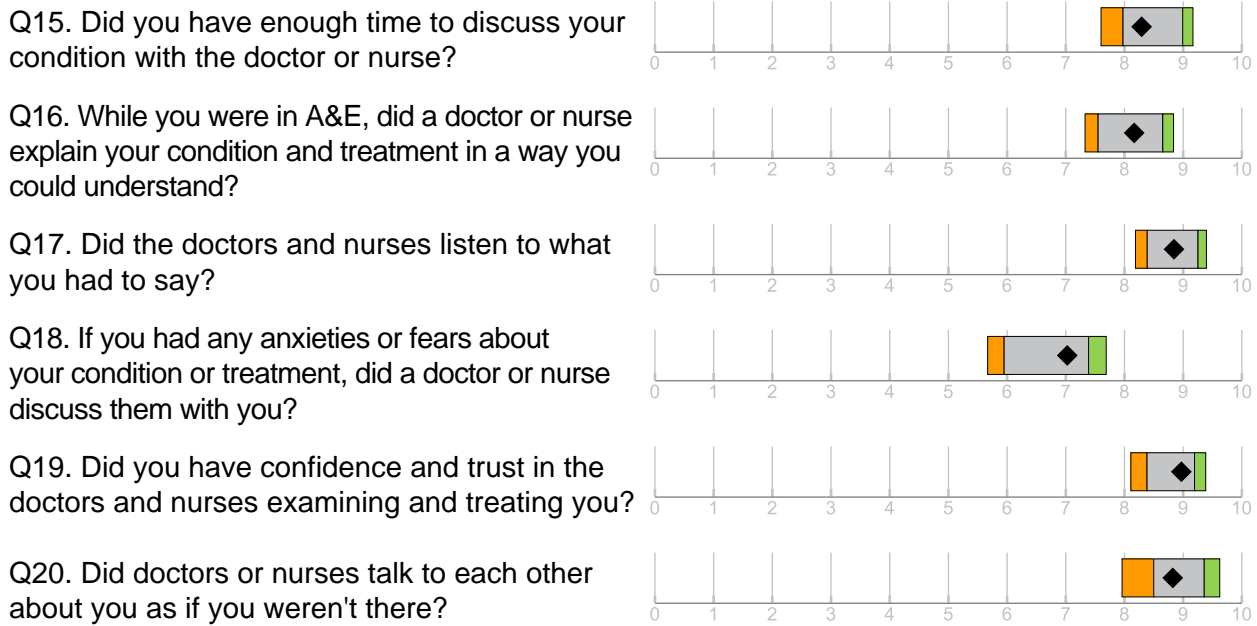 Q15. Did you have enough time to discuss your
condition with the doctor or nurse?
0 1 2 3 4 5 6 7 8 9 10
Q16. While you were in A&E, did a doctor or nurse
explain your condition and treatment in a way you
could understand?
0 1 2 3 4 5 6 7 8 9 10
Q17. Did the doctors and nurses listen to what
you had to say?
0 1 2 3 4 5 6 7 8 9 10
Q18. If you had any anxieties or fears about
your condition or treatment, did a doctor or nurse
discuss them with you?
0 1 2 3 4 5 6 7 8 9 10
Q19. Did you have confidence and trust in the
doctors and nurses examining and treating you?
0 1 2 3 4 5 6 7 8 9 10
Q20. Did doctors or nurses talk to each other
about you as if you weren't there?
0 1 2 3 4 5 6 7 8 9 10